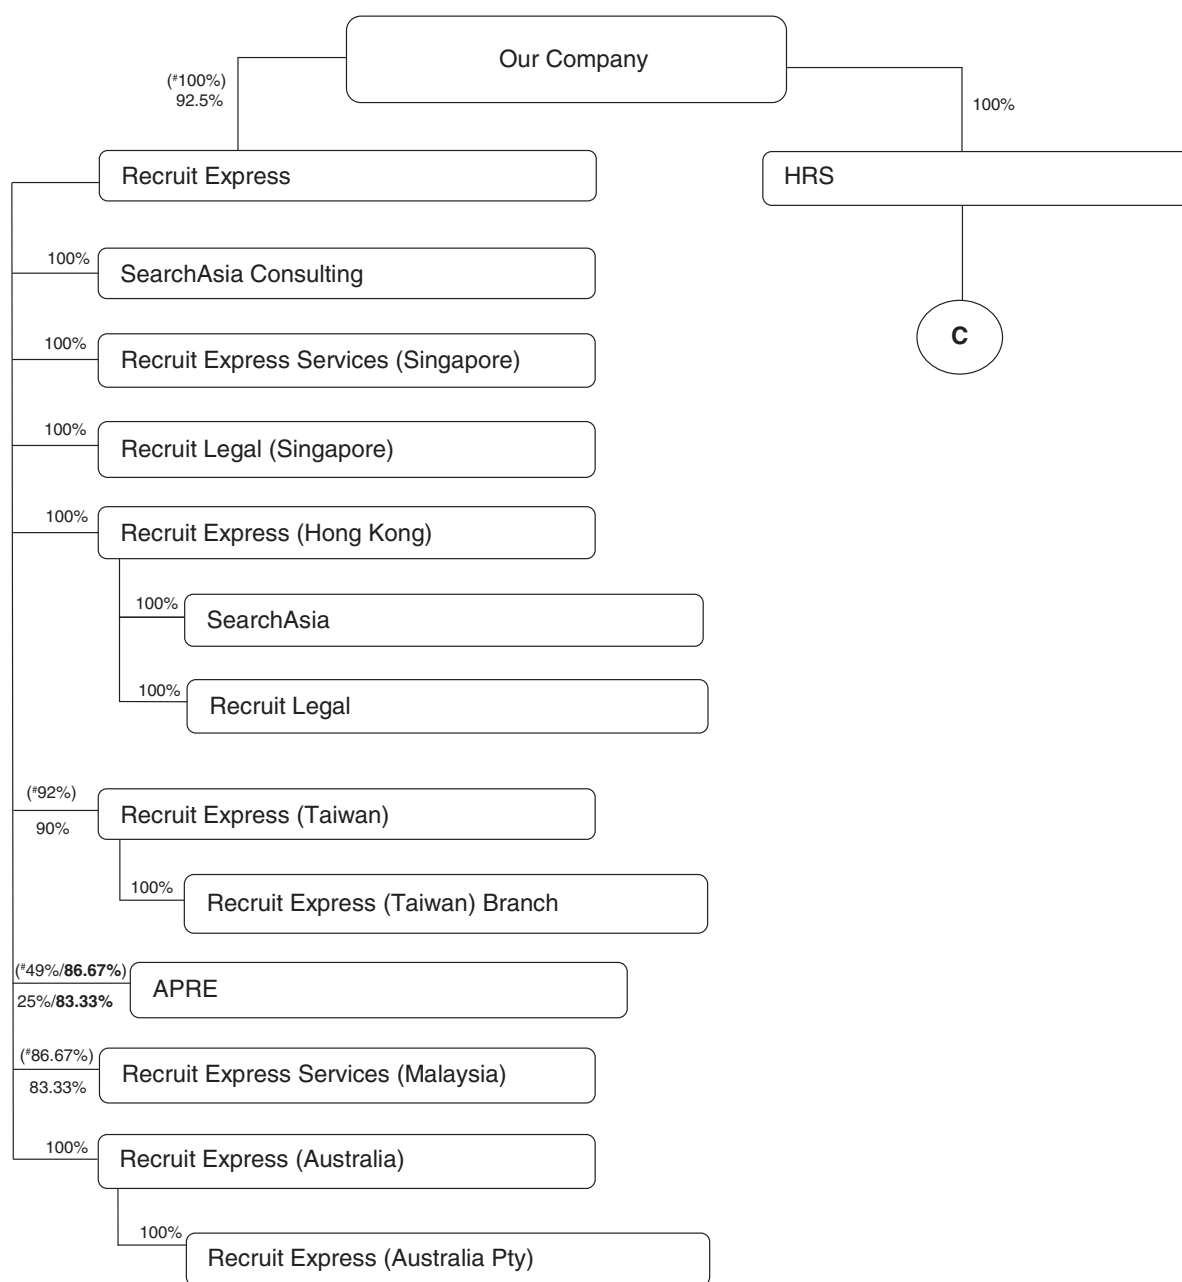 Our Company
(#100%)
92.5%
100%
Recruit Express
HRS
100%
SearchAsia Consulting
C
100%
Recruit Express Services (Singapore)
100%
Recruit Legal (Singapore)
100%
Recruit Express (Hong Kong)
100%
SearchAsia
100%
Recruit Legal
(#92%)
90%
Recruit Express (Taiwan)
100%
Recruit Express (Taiwan) Branch
(#49%/86.67%)
25%/83.33%
APRE
(#86.67%)
83.33%
Recruit Express Services (Malaysia)
100%
Recruit Express (Australia)
100%
Recruit Express (Australia Pty)